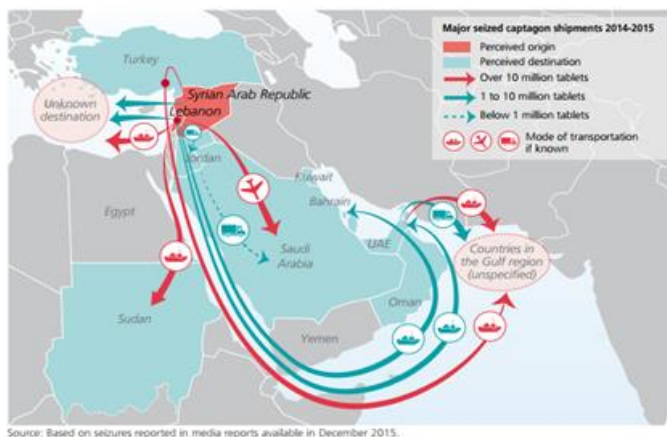 Major seized captagon shipments 2014-2015
Perceived origin
Perceived destination
Over 10 million tablets
1 to 10 million tablets
Below 1 million tablets
Mode of transportation
if known
Turkey
Syrian Arab Republic
Unknown
destination
Lebanon
Jordan
Kuwait
Bahrain
Egypt
Saudi
Arabia
UAE
Countries in
the Gulf region
(unspecified)
Oman
Sudan
Yemen
Source: Based on seizures reported in media reports available in December 2015.